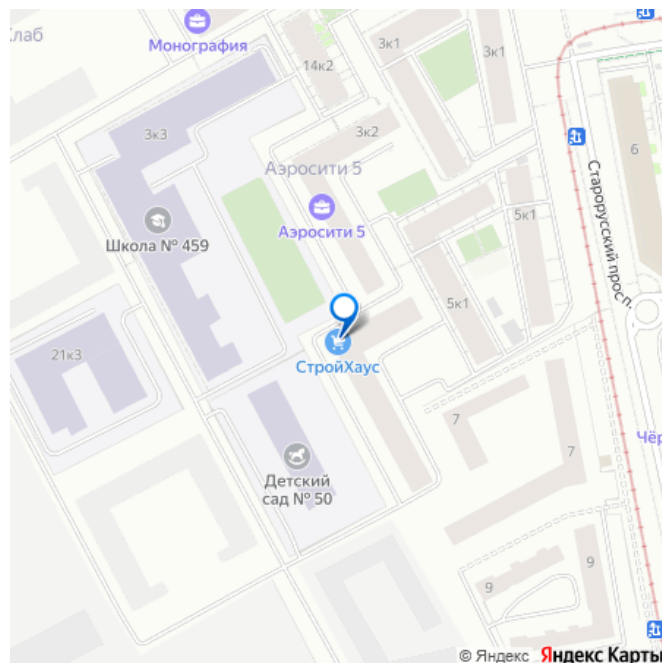 Клаб
Монография
3к1
3к1
14к2
3к3
3к2
6
Аэросити 5
Старорусский просп.
Школа № 459
Аэросити 5
5к1
5к1
21к3
СтройХаус
7
7
Чёр
Детский
сад № 50
9
9
© Яндекс Яндекс Карты